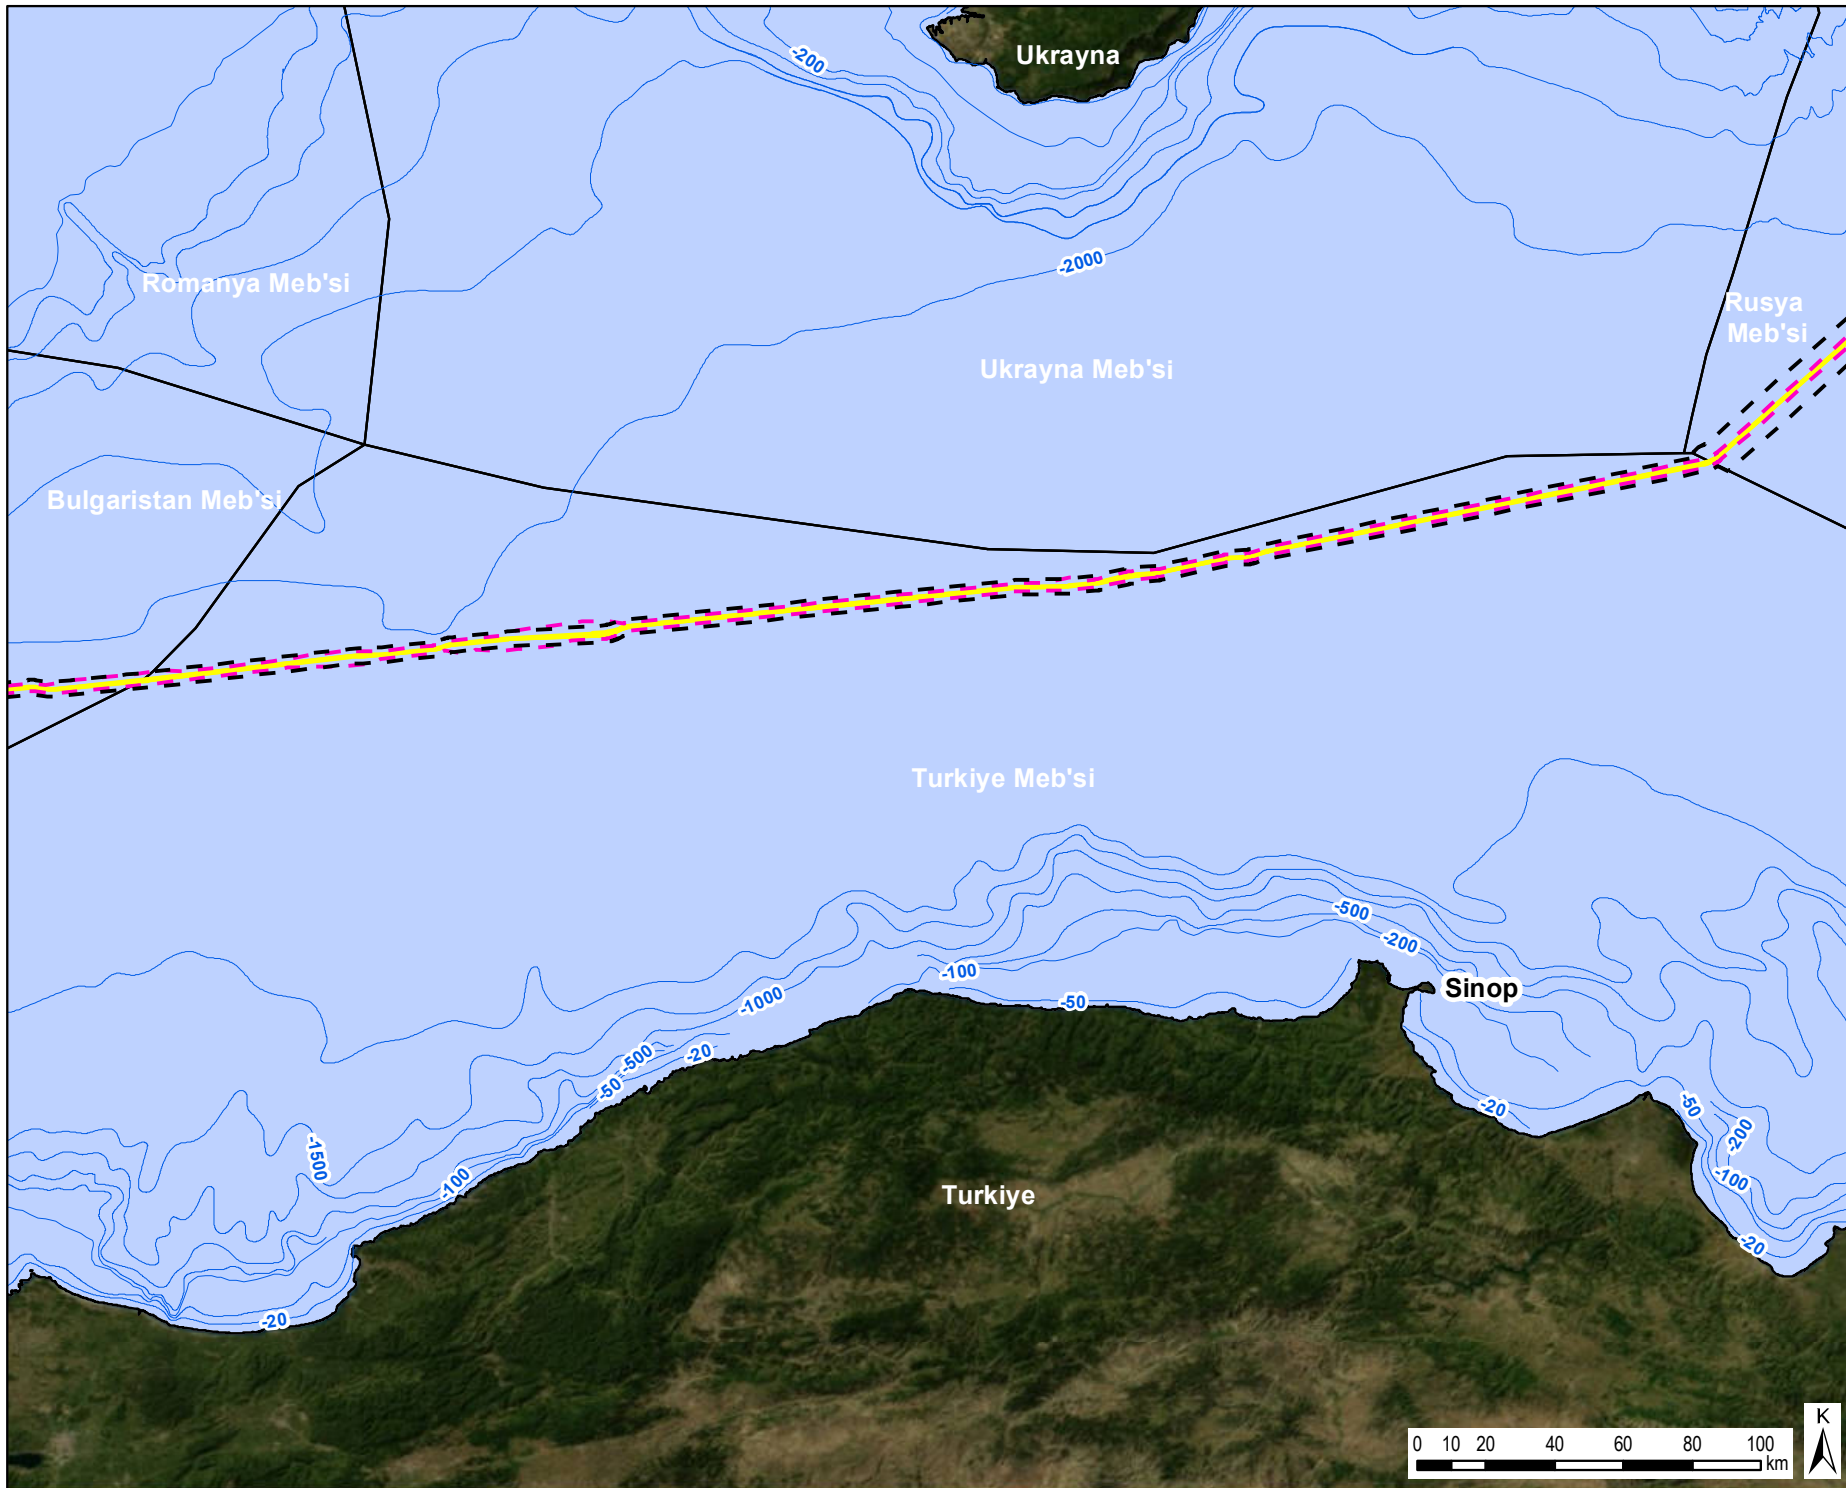 Ukrayna
-200
-2000
Romanya Meb'si
Rusya
Meb'si
Ukrayna Meb'si
Bulgaristan Meb'si
Turkiye Meb'si
-500
-200
-100
-50
Sinop
-1000
-500
-20
-50
-20
-50
-200
-100
-1500
-100
Turkiye
-20
-20
K
0 10 20 40 60 80 100
km